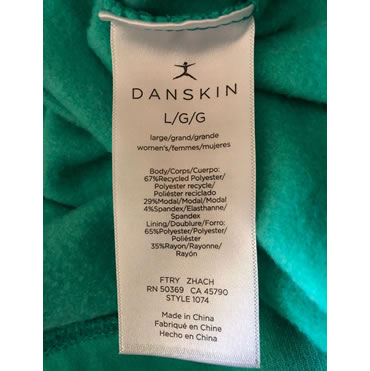 DANSKIN
L/G/G
large/grand/grande
women's/femmes/mujeres
Body/Corps/Cuerpo:
67%Recycled Polyester/
Polyester recycle/
Poliéster reciclado
29%Modal/Modal/Modal
4%Spandex/Elasthanne/
Spandex
Lining/Doublure/Forro:
65%Polyester/Polyester/
Poliéster
35%Rayon/Rayonne/
Rayón
FTRY ZHACH
RN 50369 CA 45790
STYLE 1074
Made in China
Fabriqué en Chine
Hecho en China